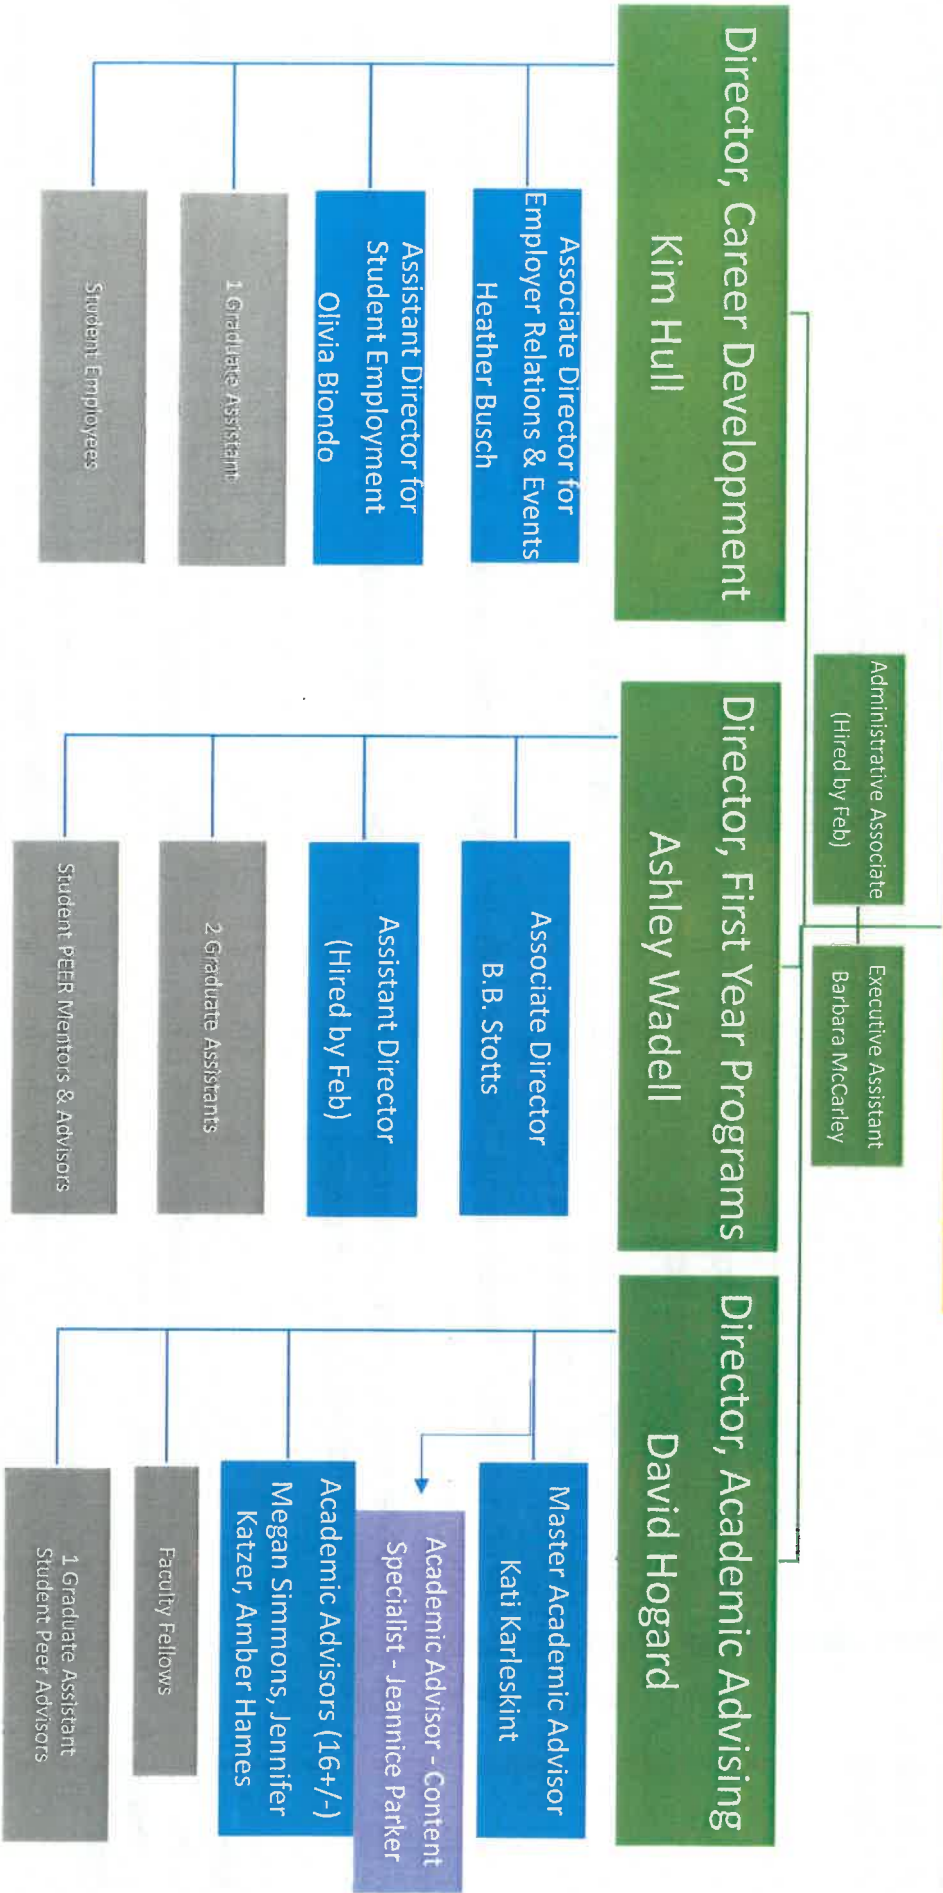 Administrative Associate
(Hired by Feb)
Executive Assistant
Barbara McCarley
Director, Career Development
Kim Hull
Associate Director for
Employer Relations & Events
Heather Busch
Assistant Director for
Student Employment
Olivia Biondo
1 Graduate Assistant
Student Employees
Director, First Year Programs
Ashley Wadell
Associate Director
B.B. Stotts
Assistant Director
(Hired by Feb)
2 Graduate Assistants
Student PEER Mentors & Advisors
Director, Academic Advising
David Hogard
Master Academic Advisor
Kati Karleskint
Academic Advisor - Content
Specialist - Jeannice Parker
Academic Advisors (16+/-)
Megan Simmons, Jennifer
Katzer, Amber Hames
Faculty Fellows
1 Graduate Assistant
Student Peer Advisors